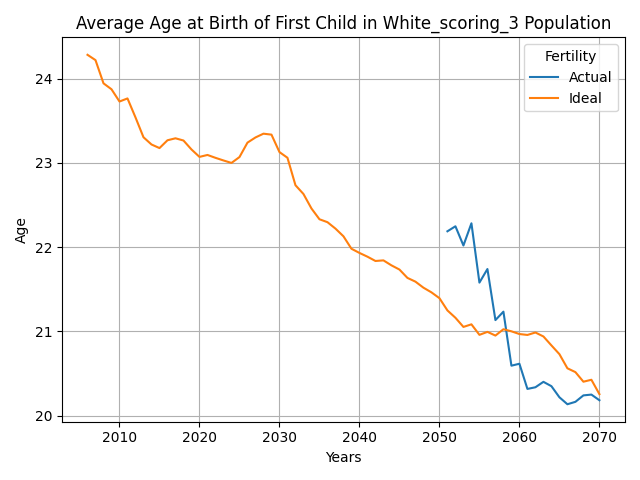 Average Age at Birth of First Child in White_scoring_3 Population
Fertility
Actual
Ideal
Age
24
23
22
21
20
2010 2020 2030 2040 2050 2060 2070
Years